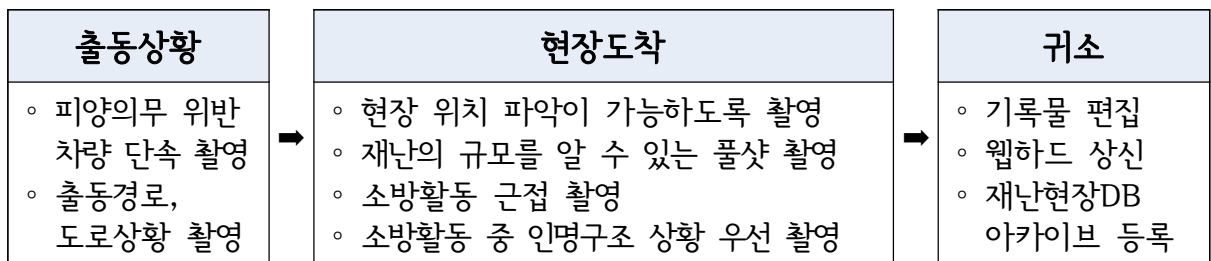 출동상황
◦ 피양의무 위반
차량 단속 촬영
◦ 출동경로,
도로상황 촬영
➡
현장도착
◦ 현장 위치 파악이 가능하도록 촬영
◦ 재난의 규모를 알 수 있는 풀샷 촬영
◦ 소방활동 근접 촬영
◦ 소방활동 중 인명구조 상황 우선 촬영
➡
귀소
◦ 기록물 편집
◦ 웹하드 상신
◦ 재난현장DB
아카이브 등록